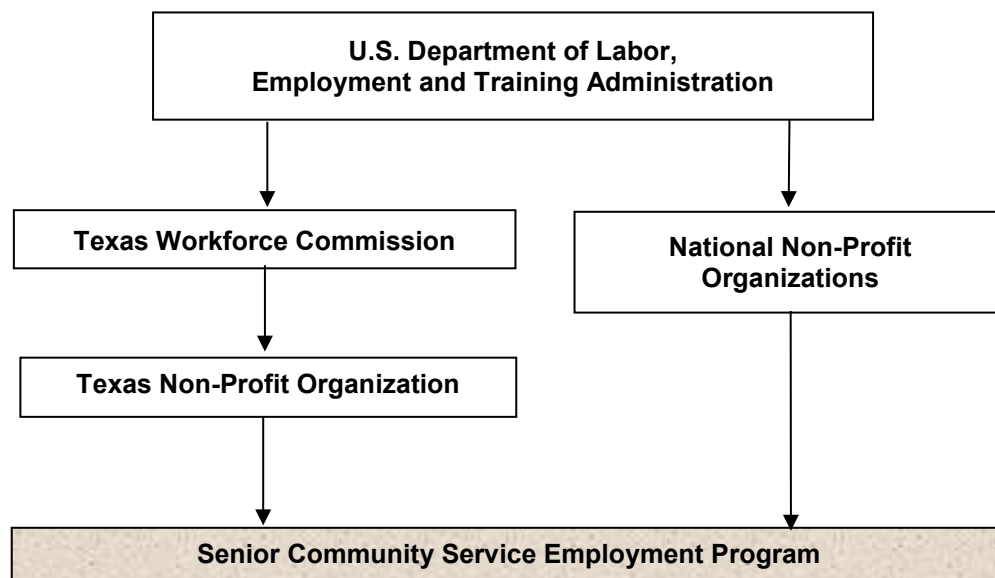 U.S. Department of Labor,
Employment and Training Administration
Texas Workforce Commission
National Non-Profit
Organizations
Texas Non-Profit Organization
Senior Community Service Employment Program